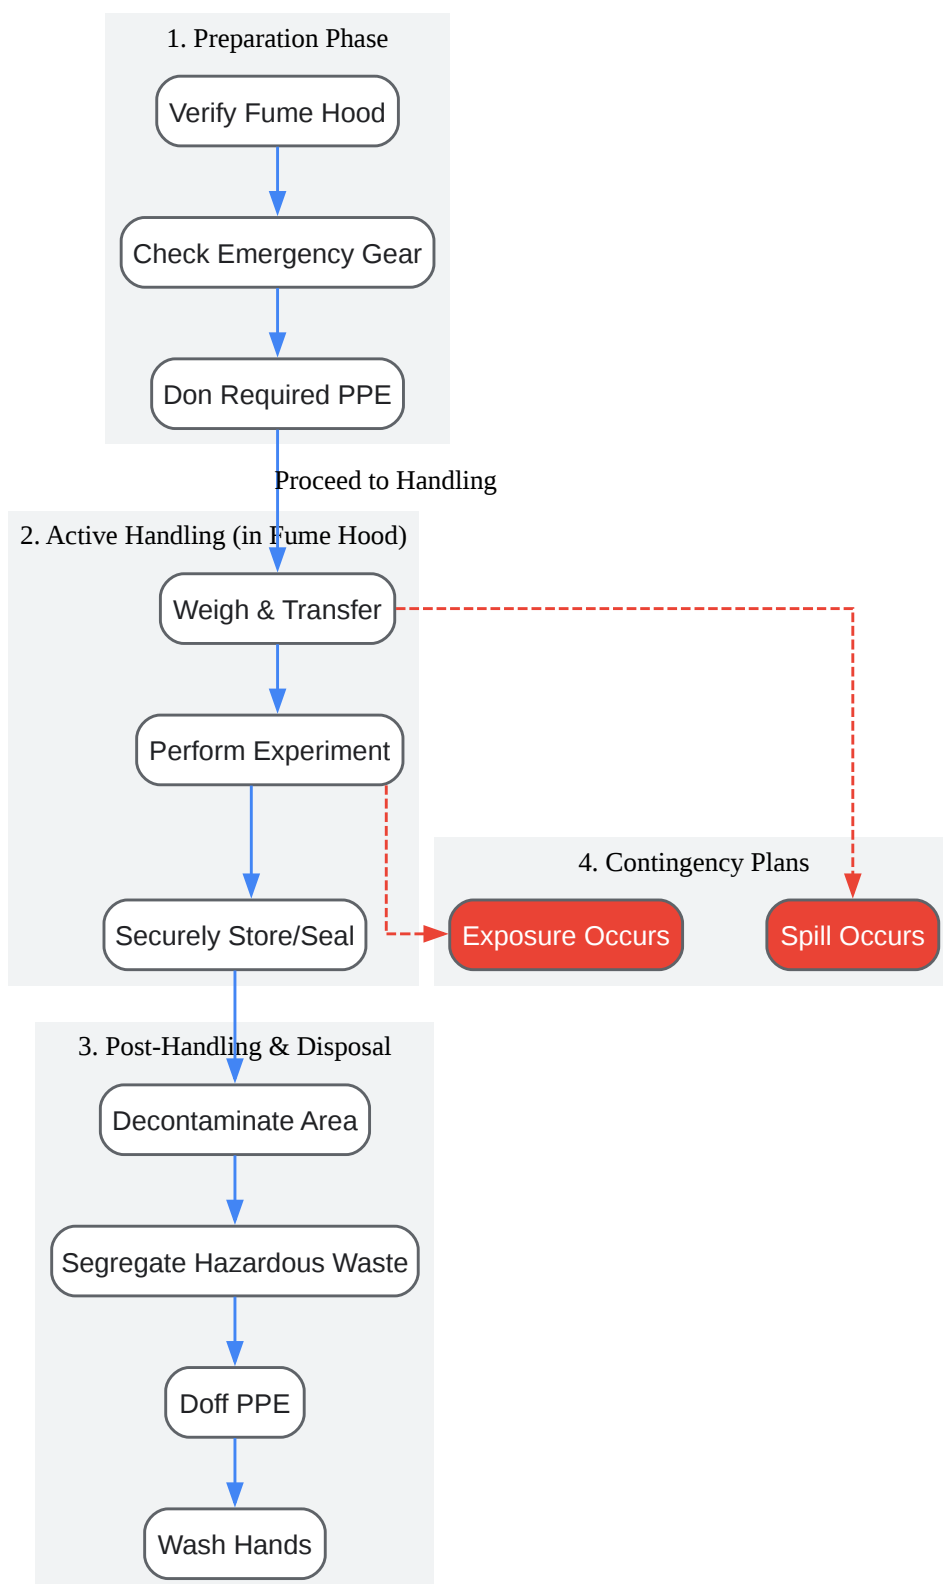 1. Preparation Phase
Verify Fume Hood
Check Emergency Gear
Don Required PPE
Proceed to Handling
2. Active Handling (in Fume Hood)
Weigh & Transfer
Perform Experiment
Securely Store/Seal
4. Contingency Plans
Exposure Occurs
Spill Occurs
3. Post-Handling & Disposal
Decontaminate Area
Segregate Hazardous Waste
Doff PPE
Wash Hands